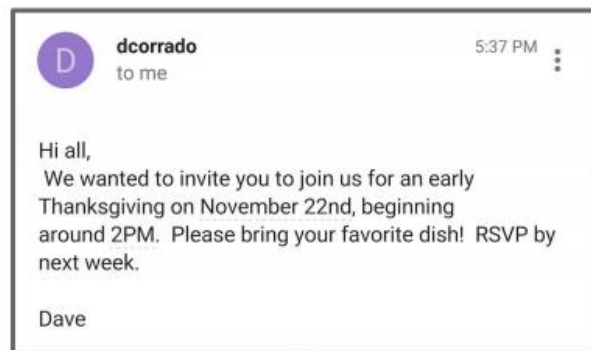 D
dcorrado
5:37 PM
to me
Hi all,
We wanted to invite you to join us for an early
Thanksgiving on November 22nd, beginning
around 2PM.  Please bring your favorite dish!  RSVP by
next week.
Dave